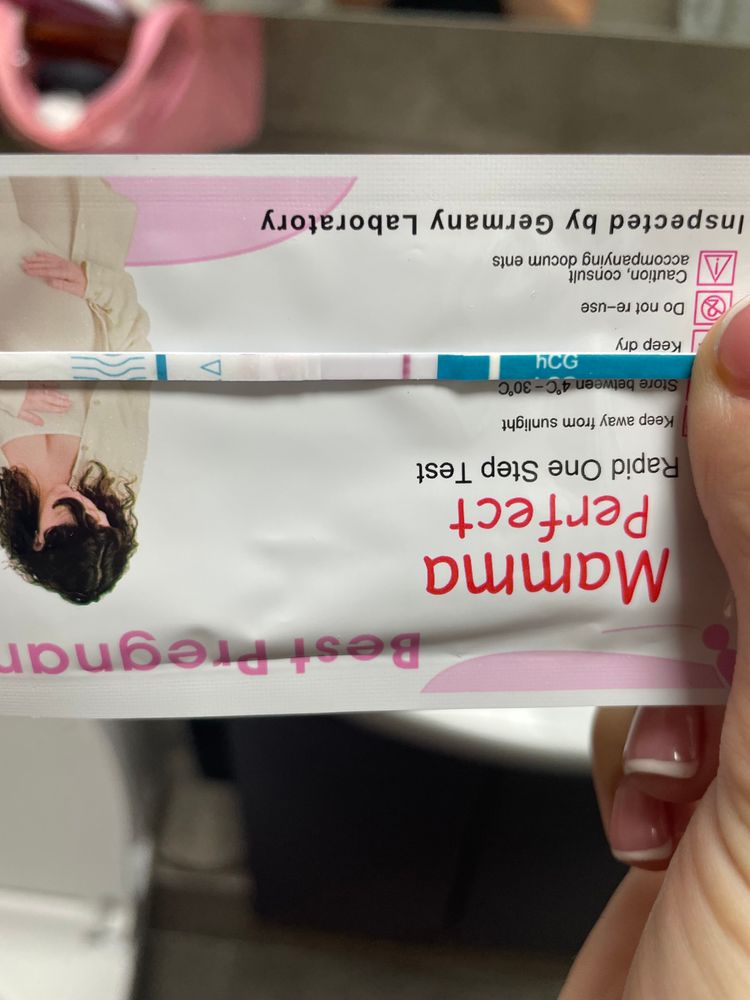 Best Pregnan
Mamma
Perfect
Rapid One Step Test
Keep away from sunlight
Store between 4°C-30°C
Keep dry
Do not re-use
Caution, consult,
accompanying docum ents
Inspected by Germany Laboratory
hCG